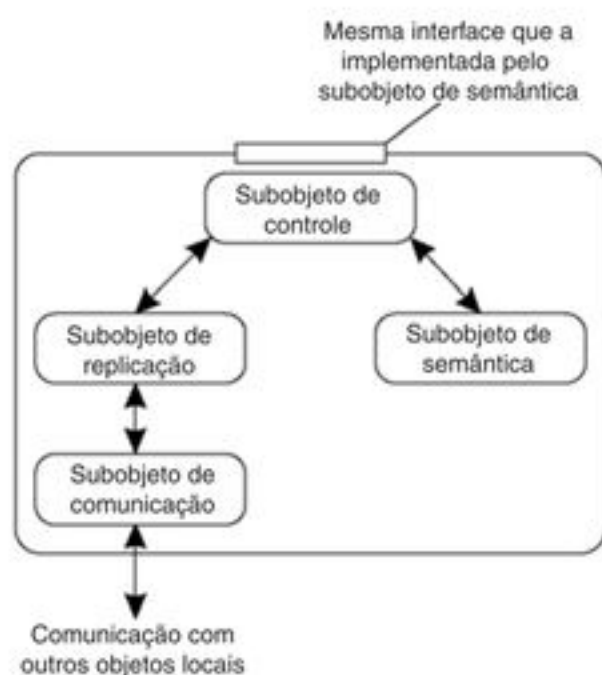 Mesma interface que a
implementada pelo
subobjeto de semântica
Subobjeto de
controle
Subobjeto de
replicação
Subobjeto de
semântica
Subobjeto de
comunicação
Comunicação com
outros objetos locais